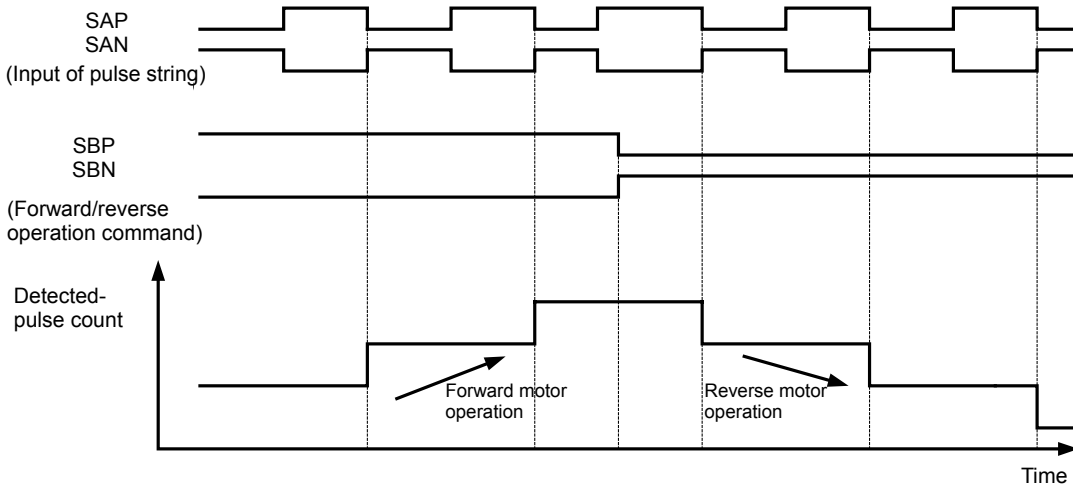 SAP
SAN
(Input of pulse string)
SBP
SBN
(Forward/reverse
operation command)
Detected-
pulse count
Forward motor
operation
Reverse motor
operation
Time